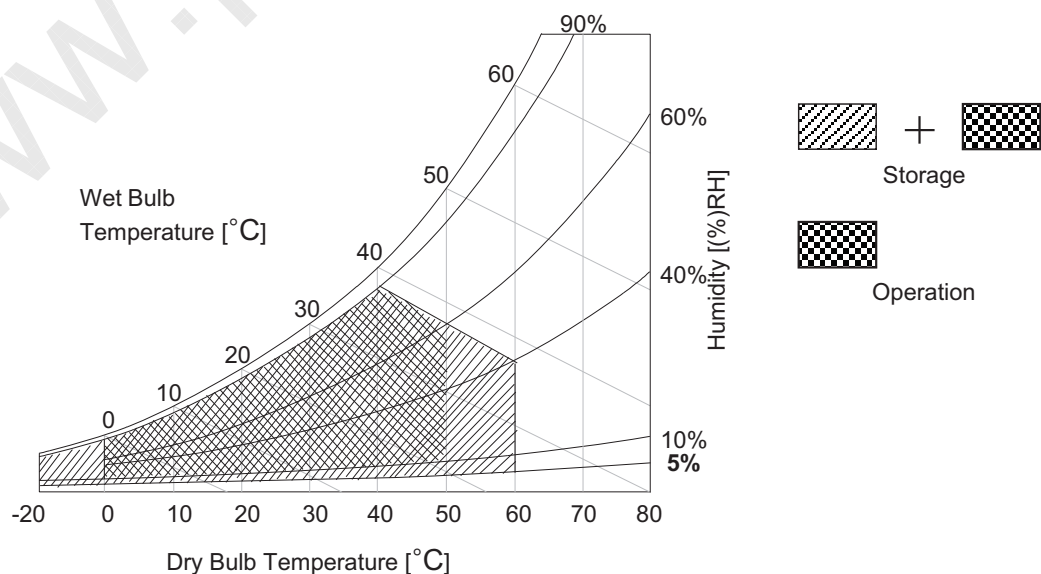 90%
60
60%
50
Wet Bulb
Temperature [°C]
40
40%
30
20
10
0
10%
5%
Humidity [(%)RH]
-20 0 10 20 30 40 50 60 70 80
Dry Bulb Temperature [°C]
+
Storage
Operation